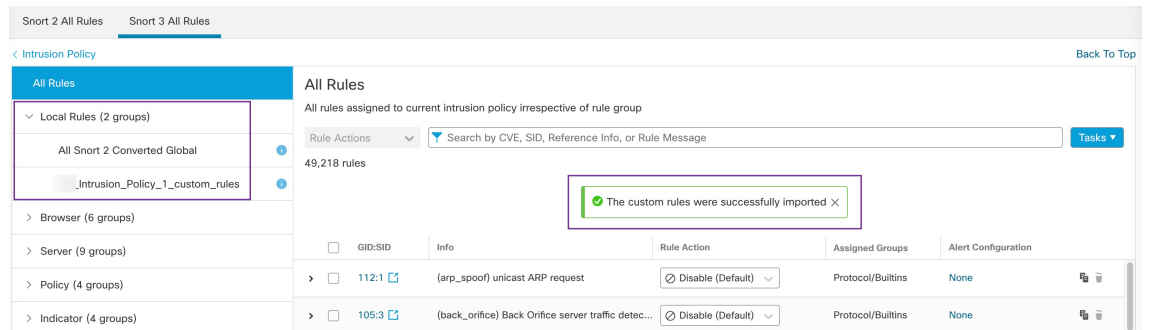 Snort 2 All Rules Snort 3 All Rules
< Intrusion Policy Back To Top
All Rules
Local Rules (2 groups)
All Snort 2 Converted Global
_Intrusion_Policy_1_custom_rules
Browser (6 groups)
Server (9 groups)
Policy (4 groups)
Indicator (4 groups)
All Rules
All rules assigned to current intrusion policy irrespective of rule group
Rule Actions Search by CVE, SID, Reference Info, or Rule Message Tasks
49,218 rules
The custom rules were successfully imported
GID:SID Info Rule Action Assigned Groups Alert Configuration
112:1 (arp_spoof) unicast ARP request Disable (Default) Protocol/Builtins None
105:3 (back_orifice) Back Orifice server traffic detec... Disable (Default) Protocol/Builtins None